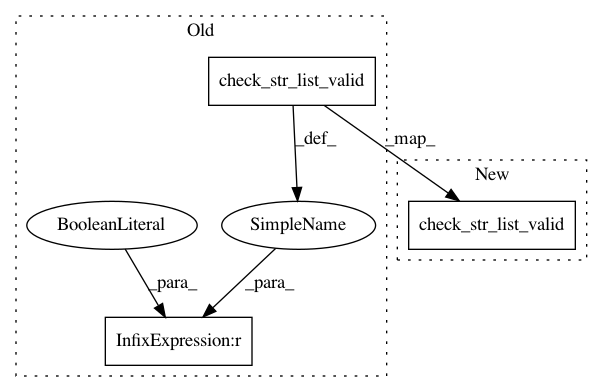 Old
check_str_list_valid
_def_
_map_
New
BooleanLiteral
SimpleName
check_str_list_valid
_para_
_para_
InfixExpression:r